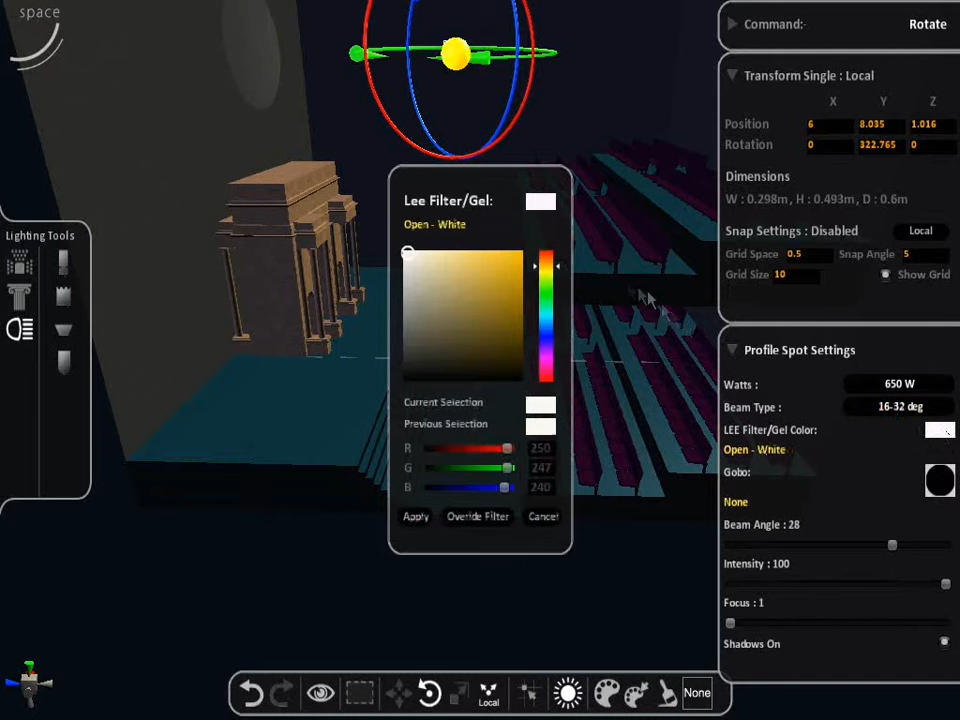 space
Lighting Tools
Lee Filter/Gel:
Open - White
Current Selection
Previous Selection
R 250
G 247
B 240
Apply Override Filter Cancel
Command: Rotate
Transform Single : Local
X Y Z
Position 6 8.035 1.016
Rotation 0 322.765 0
Dimensions
W : 0.298m, H : 0.493m, D : 0.6m
Snap Settings : Disabled Local
Grid Space 0.5 Snap Angle 5
Grid Size 10 Show Grid
Profile Spot Settings
Watts : 650 W
Beam Type : 16-32 deg
LEE Filter/Gel Color:
Open - White
Gobo:
None
Beam Angle : 28
Intensity : 100
Focus : 1
Shadows On
Local
None